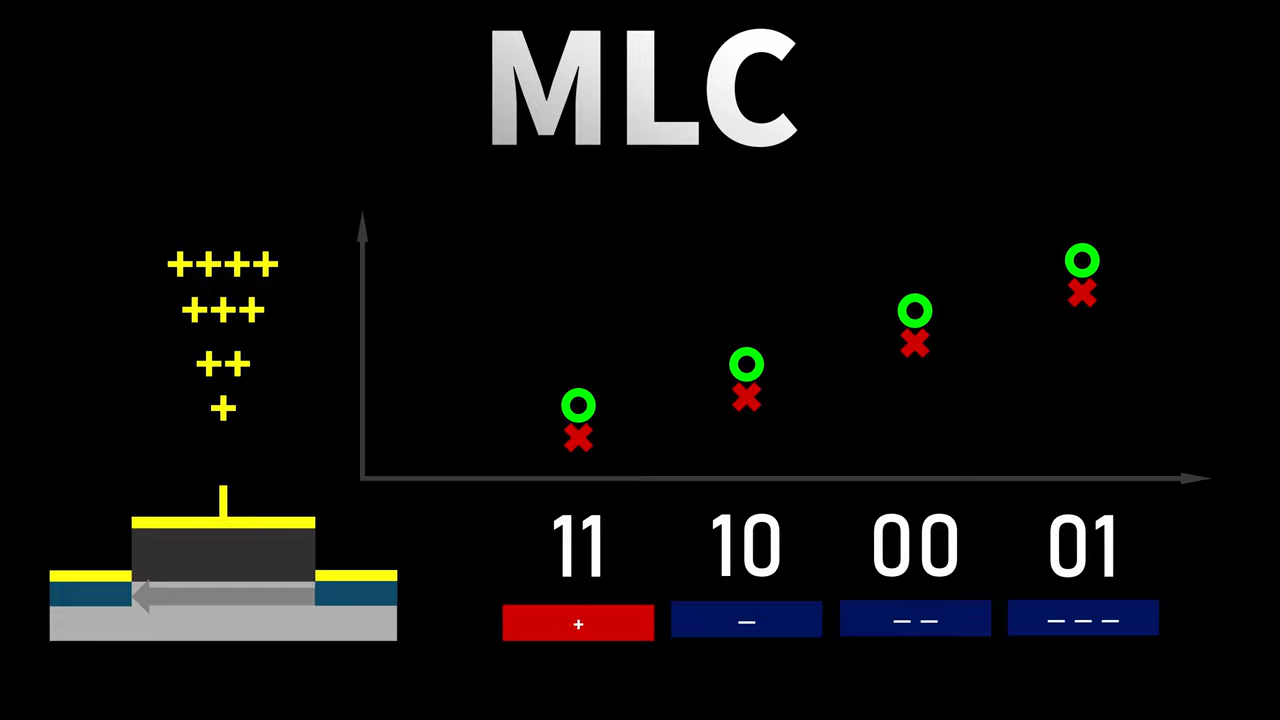 MLC
++++
+++
++
+
11 10 00 01
+ – – – – – –